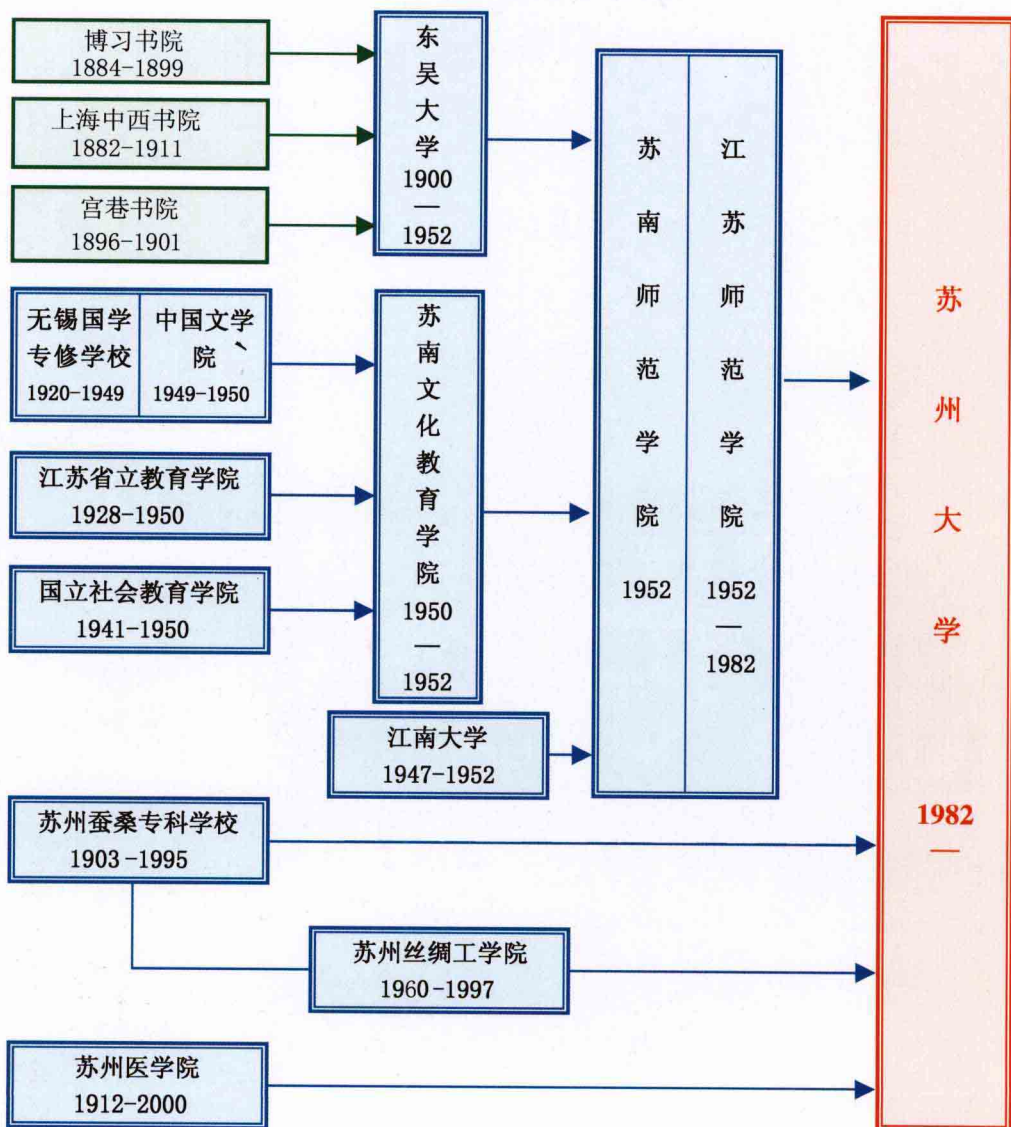 博习书院
1884-1899
上海中西书院
1882-1911
宫巷书院
1896-1901
东吴大学
1900
—
1952
无锡国学
专修学校
1920-1949
中国文学
院
1949-1950
江苏省立教育学院
1928-1950
国立社会教育学院
1941-1950
苏南文化教育学院
1950
—
1952
江南大学
1947-1952
苏南师范学院
1952
江苏师范学院
1952
—
1982
苏州蚕桑专科学校
1903-1995
苏州丝绸工学院
1960-1997
苏州医学院
1912-2000
苏州大学
1982
—